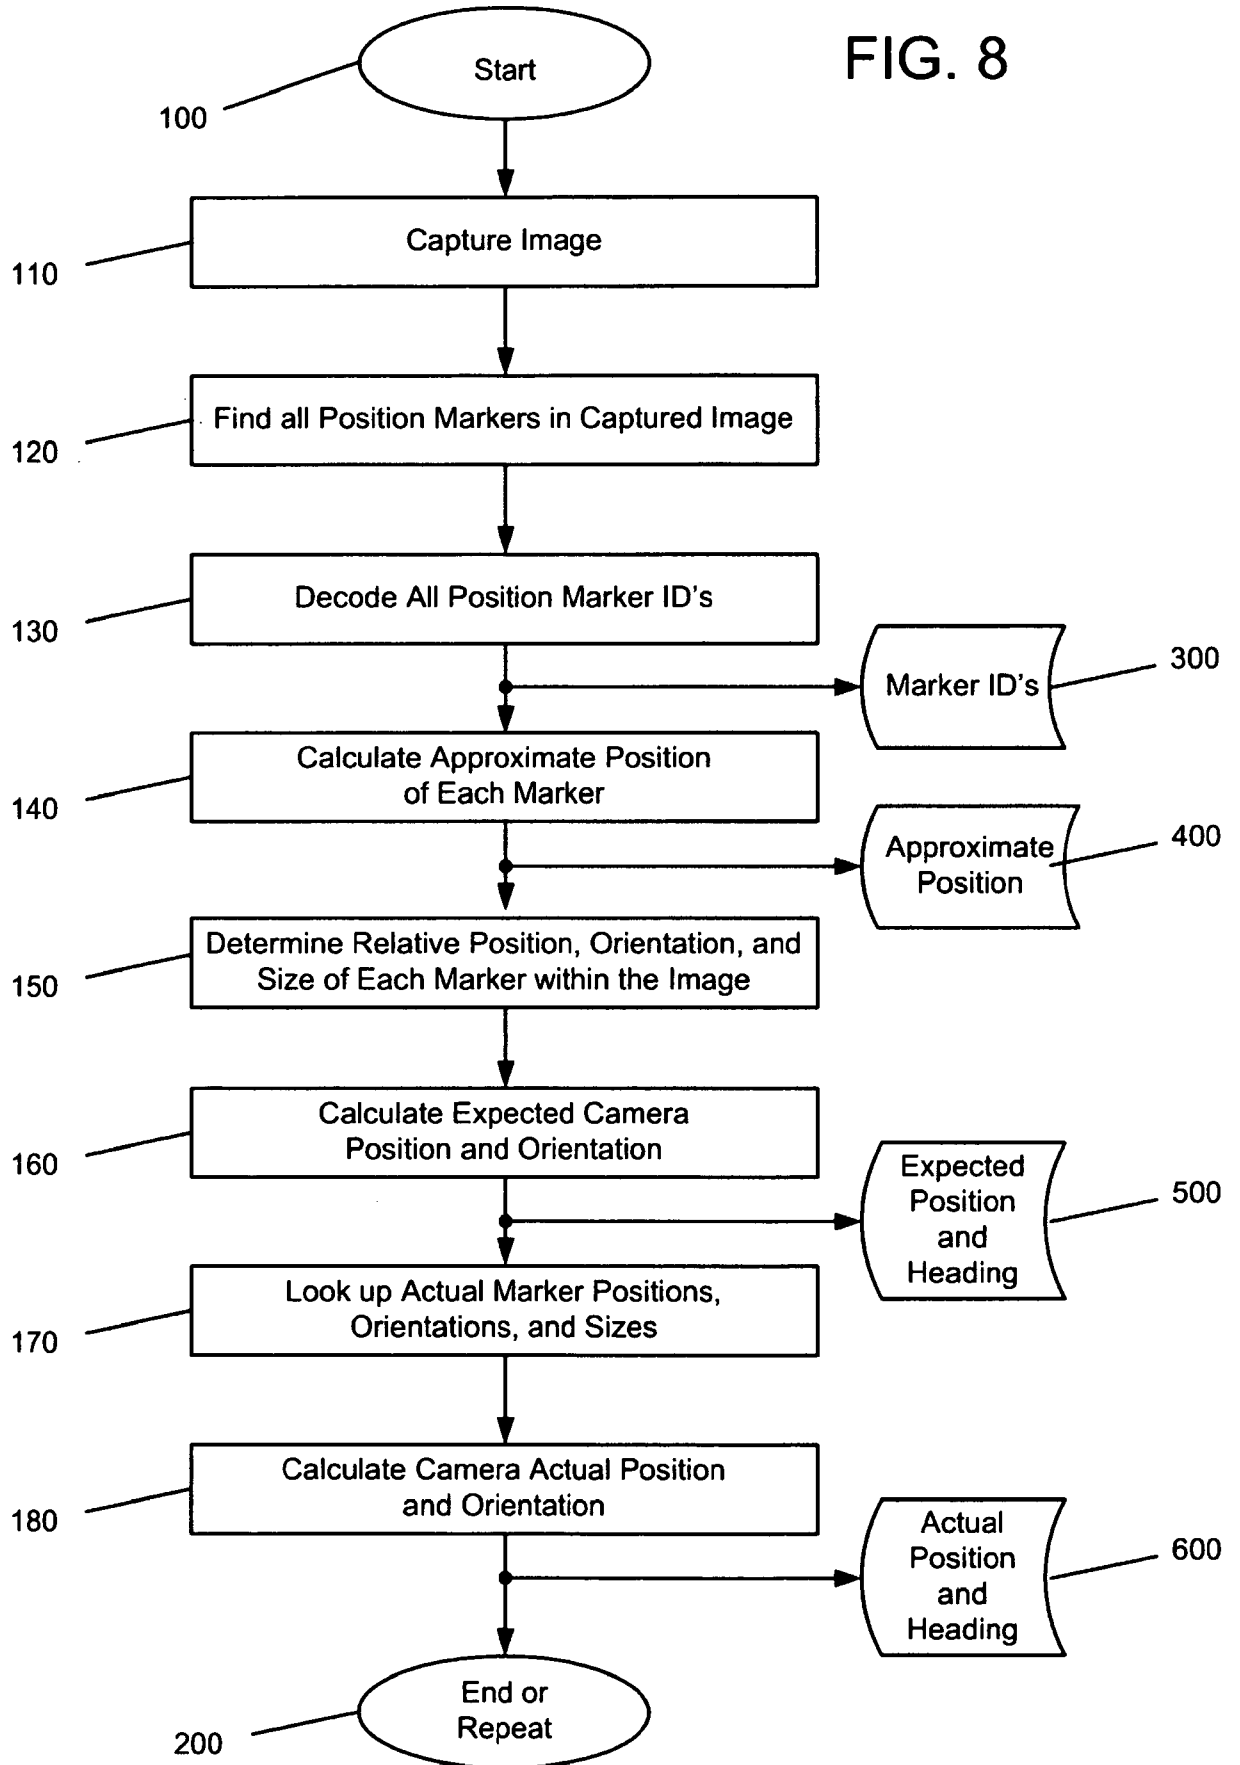 FIG. 8
Start
100
Capture Image
110
Find all Position Markers in Captured Image
120
Decode All Position Marker ID's
130
Marker ID's
300
Calculate Approximate Position
of Each Marker
140
Approximate
Position
400
Determine Relative Position, Orientation, and
Size of Each Marker within the Image
150
Calculate Expected Camera
Position and Orientation
160
Expected
Position
and
Heading
500
Look up Actual Marker Positions,
Orientations, and Sizes
170
Calculate Camera Actual Position
and Orientation
180
Actual
Position
and
Heading
600
End or
Repeat
200